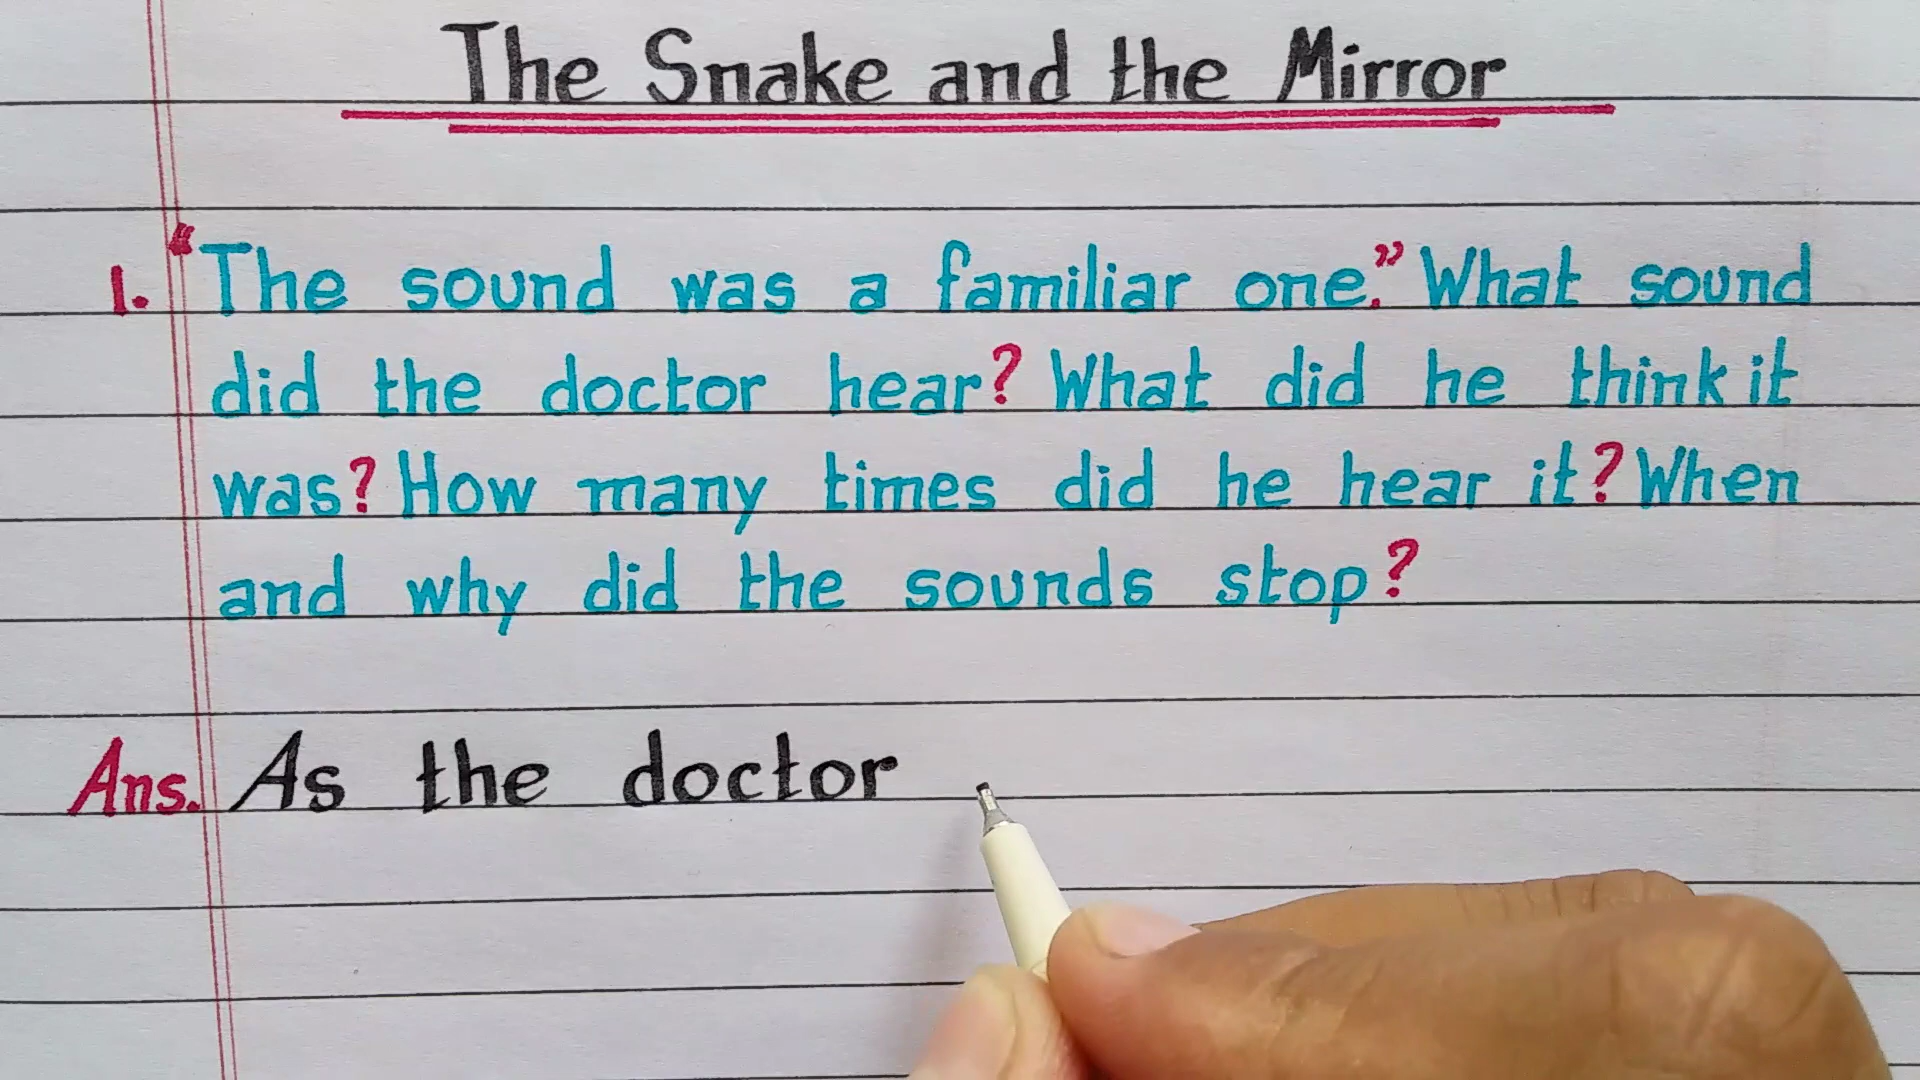 The Snake and the Mirror
1. "The sound was a familiar one." What sound
did the doctor hear? What did he think it
was? How many times did he hear it? When
and why did the sounds stop?
Ans. As the doctor